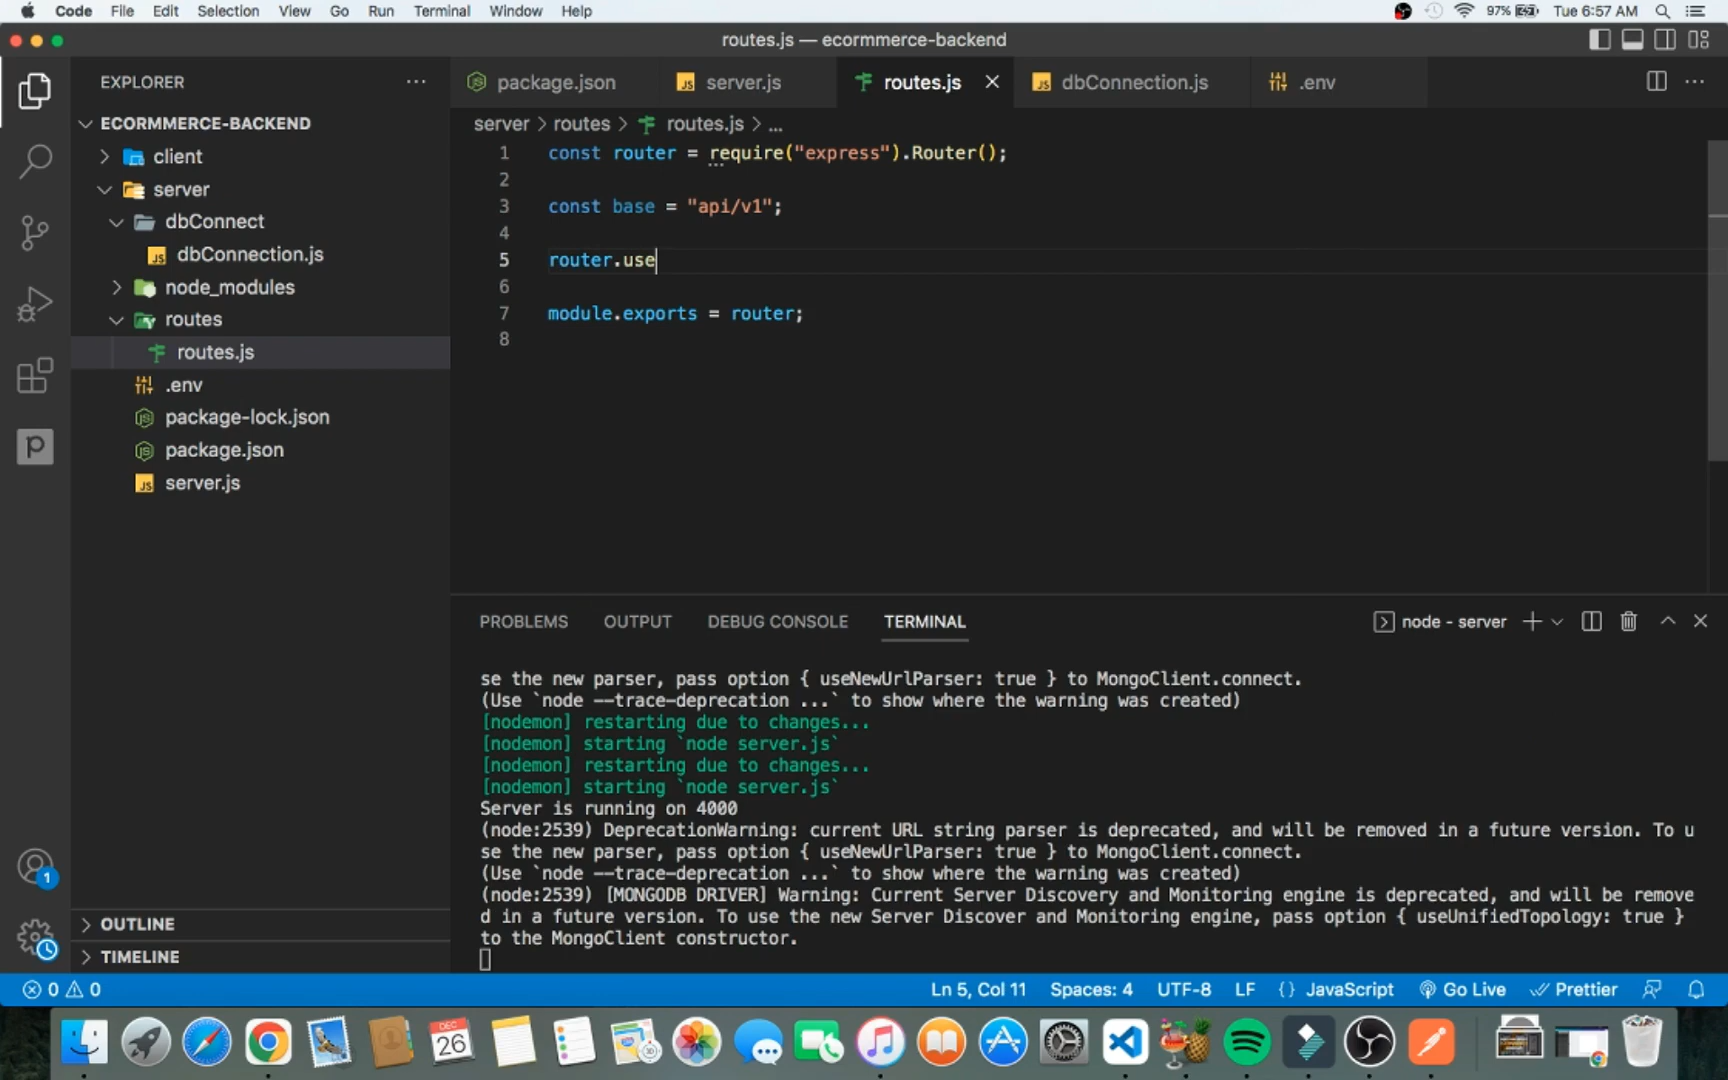 Code File Edit Selection View Go Run Terminal Window Help 97% Tue 6:57 AM
routes.js — ecormmerce-backend
EXPLORER
package.json server.js routes.js dbConnection.js .env
ECORMMERCE-BACKEND
client
server
dbConnect
dbConnection.js
node_modules
routes
routes.js
.env
package-lock.json
package.json
server.js
OUTLINE
TIMELINE
server > routes > routes.js > ...
1 const router = require("express").Router();
2
3 const base = "api/v1";
4
5 router.use
6
7 module.exports = router;
8
PROBLEMS OUTPUT DEBUG CONSOLE TERMINAL node - server
se the new parser, pass option { useNewUrlParser: true } to MongoClient.connect.
(Use `node --trace-deprecation ...` to show where the warning was created)
[nodemon] restarting due to changes...
[nodemon] starting `node server.js`
[nodemon] restarting due to changes...
[nodemon] starting `node server.js`
Server is running on 4000
(node:2539) DeprecationWarning: current URL string parser is deprecated, and will be removed in a future version. To u
se the new parser, pass option { useNewUrlParser: true } to MongoClient.connect.
(Use `node --trace-deprecation ...` to show where the warning was created)
(node:2539) [MONGODB DRIVER] Warning: Current Server Discovery and Monitoring engine is deprecated, and will be remove
d in a future version. To use the new Server Discover and Monitoring engine, pass option { useUnifiedTopology: true }
to the MongoClient constructor.
1
0 0 Ln 5, Col 11 Spaces: 4 UTF-8 LF {} JavaScript Go Live Prettier
DEC
26